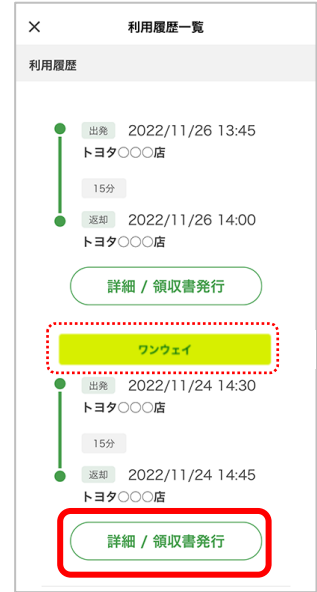 × 利用履歴一覧
利用履歴
出発 2022/11/26 13:45
トヨタ○○○店
15分
返却 2022/11/26 14:00
トヨタ○○○店
詳細 / 領収書発行
ワンウェイ
出発 2022/11/24 14:30
トヨタ○○○店
15分
返却 2022/11/24 14:45
トヨタ○○○店
詳細 / 領収書発行